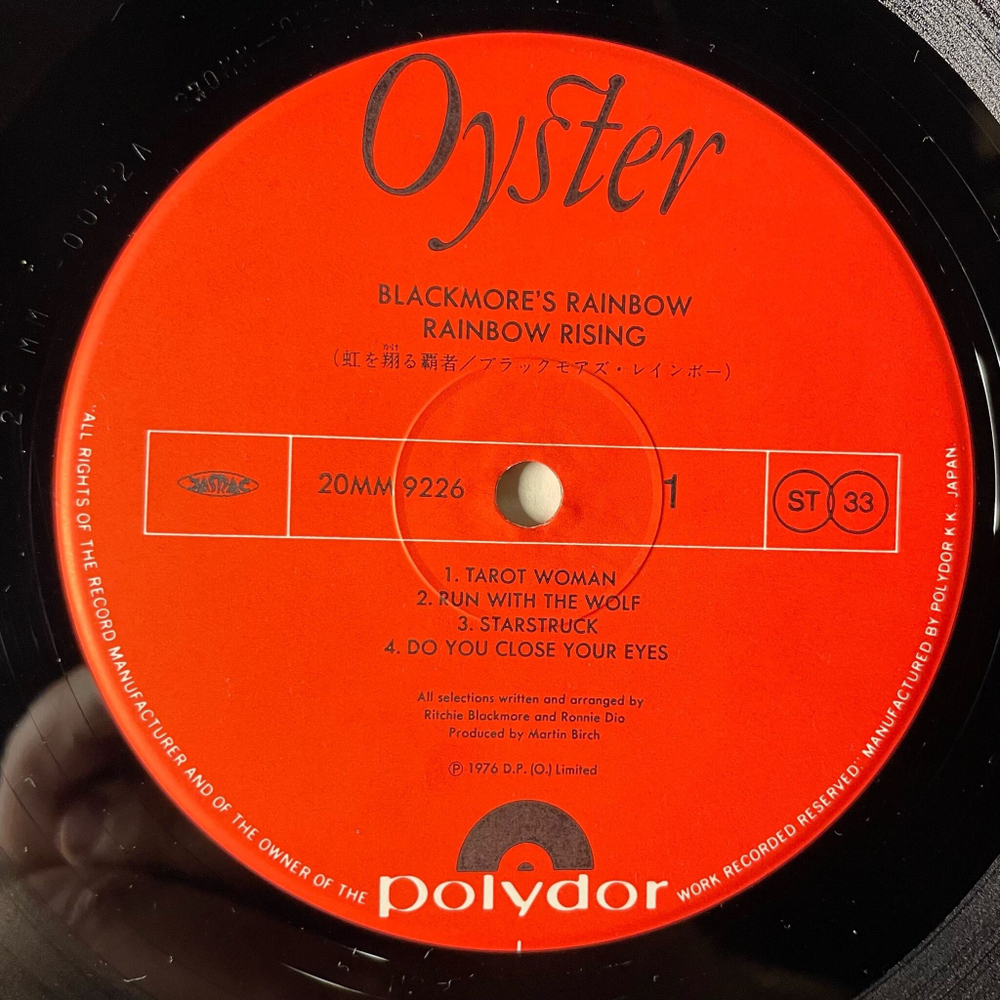 Oyster
BLACKMORE'S RAINBOW
RAINBOW RISING
かけ
(虹を翔る覇者/ブラックモアズ・レインボー)
JASRAC
20MM 9226
1
ST 33
1. TAROT WOMAN
2. RUN WITH THE WOLF
3. STARSTRUCK
4. DO YOU CLOSE YOUR EYES
All selections written and arranged by
Ritchie Blackmore and Ronnie Dio
Produced by Martin Birch
℗ 1976 D.P. (O.) Limited
polydor
"ALL RIGHTS OF THE RECORD MANUFACTURER AND OF THE OWNER OF THE WORK RECORDED RESERVED." MANUFACTURED BY POLYDOR K.K. JAPAN